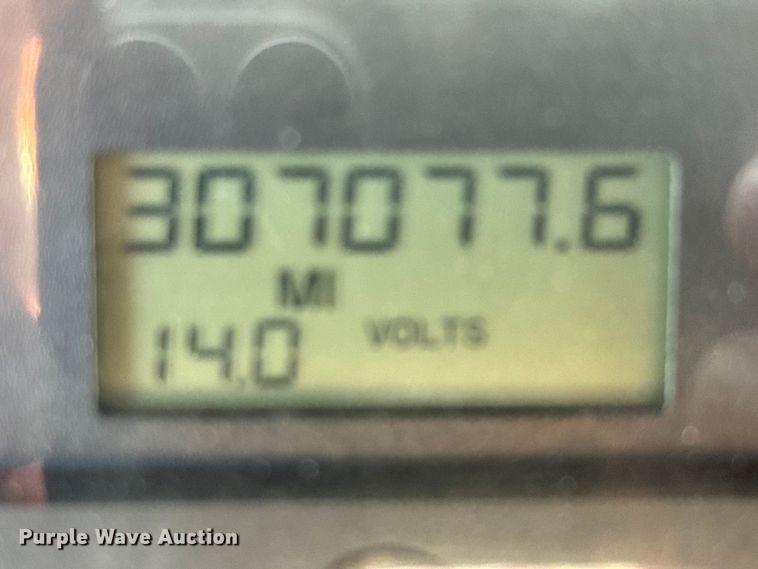 307077.6
MI
14.0 VOLTS
Purple Wave Auction